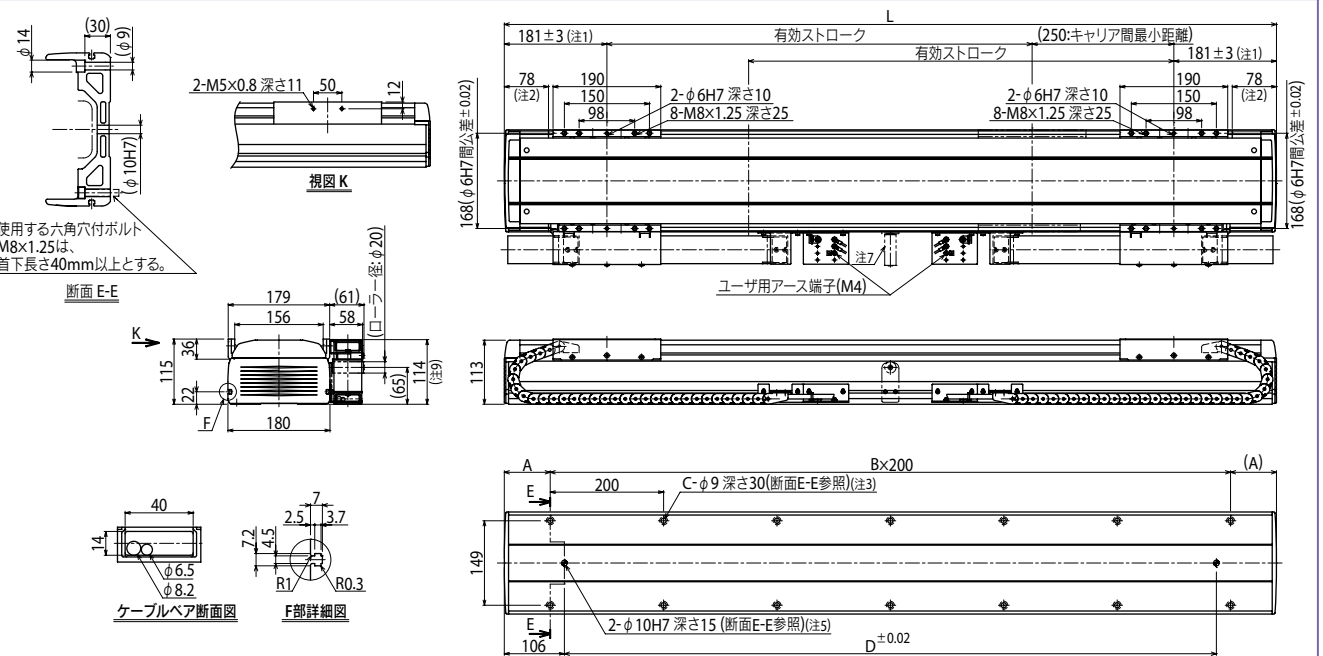 φ14
(30)
(φ9)
(φ10H7)
使用する六角穴付ボルト
M8×1.25は、
首下長さ40mm以上とする。
断面 E-E
2-M5×0.8 深さ11
50
12
視図 K
L
181±3 (注1)
有効ストローク
(250:キャリア間最小距離)
有効ストローク
181±3 (注1)
78
(注2)
190
150
98
2-φ6H7 深さ10
8-M8×1.25 深さ25
2-φ6H7 深さ10
8-M8×1.25 深さ25
190
150
98
78
(注2)
168(φ6H7間公差±0.02)
168(φ6H7間公差±0.02)
注7
ユーザ用アース端子(M4)
K
179
(61)
156
58
(ローラー径:φ20)
36
115
22
(65)
114
(注9)
F
180
113
A
B×200
(A)
E
200
C-φ9 深さ30(断面E-E参照)(注3)
149
E
2-φ10H7 深さ15 (断面E-E参照)(注5)
106
D±0.02
40
14
φ6.5
φ8.2
ケーブルベア断面図
7
2.5
3.7
7.2
4.5
R1
R0.3
F部詳細図